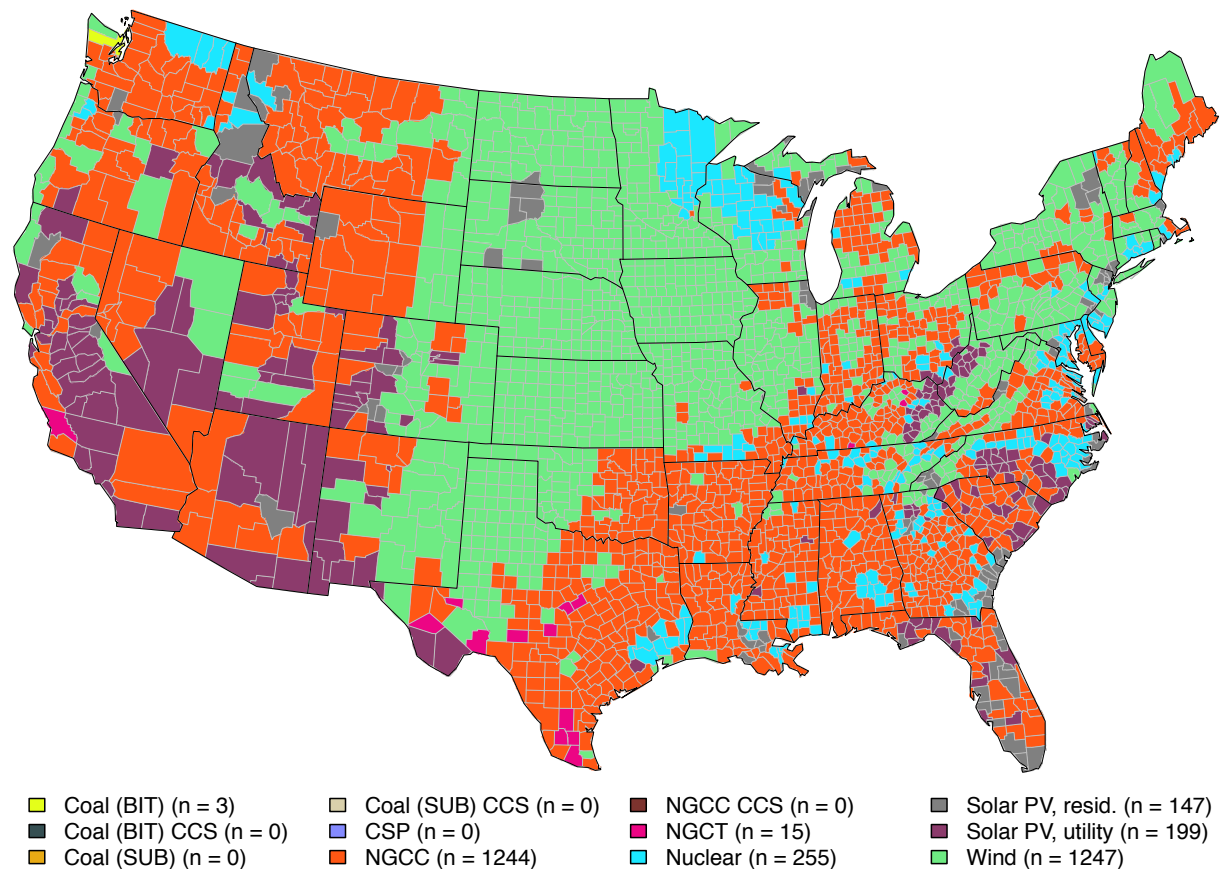 Coal (BIT) (n = 3)
Coal (BIT) CCS (n = 0)
Coal (SUB) (n = 0)
Coal (SUB) CCS (n = 0)
CSP (n = 0)
NGCC (n = 1244)
NGCC CCS (n = 0)
NGCT (n = 15)
Nuclear (n = 255)
Solar PV, resid. (n = 147)
Solar PV, utility (n = 199)
Wind (n = 1247)